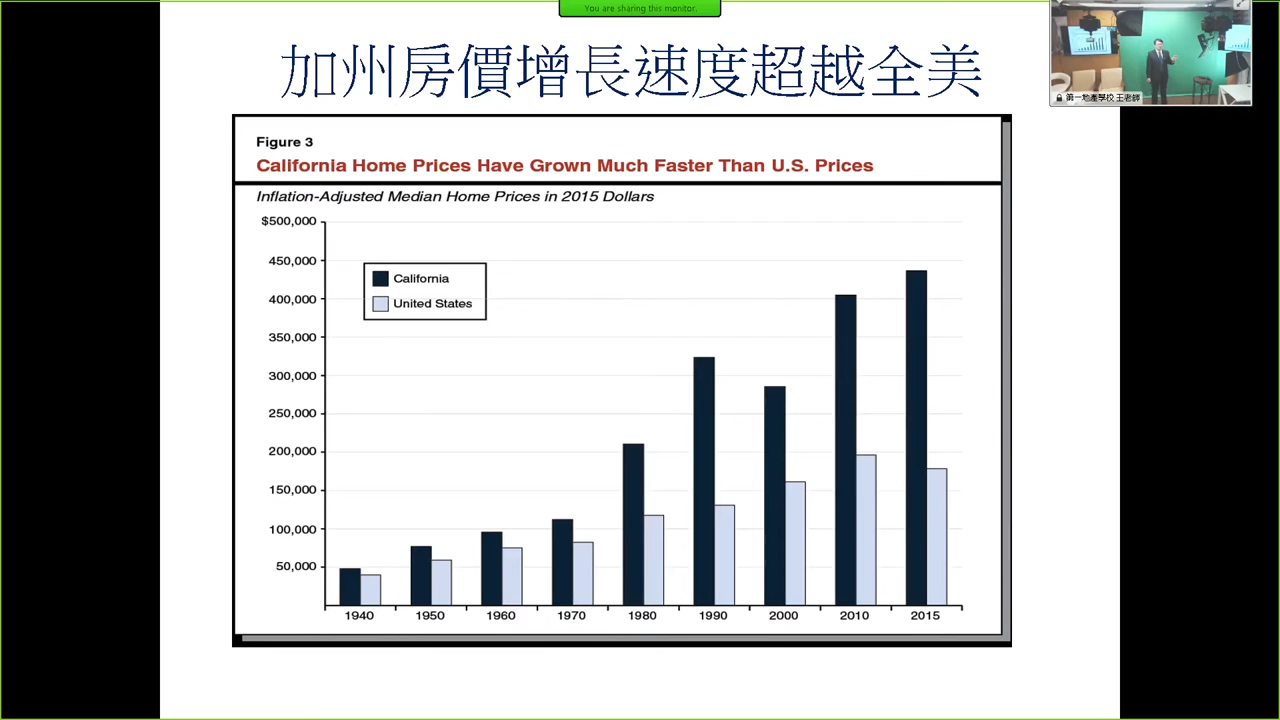 You are sharing this monitor.
加州房價增長速度超越全美
第一地產學校 王老師
Figure 3
California Home Prices Have Grown Much Faster Than U.S. Prices
Inflation-Adjusted Median Home Prices in 2015 Dollars
$500,000
450,000
400,000
350,000
300,000
250,000
200,000
150,000
100,000
50,000
California
United States
1940 1950 1960 1970 1980 1990 2000 2010 2015